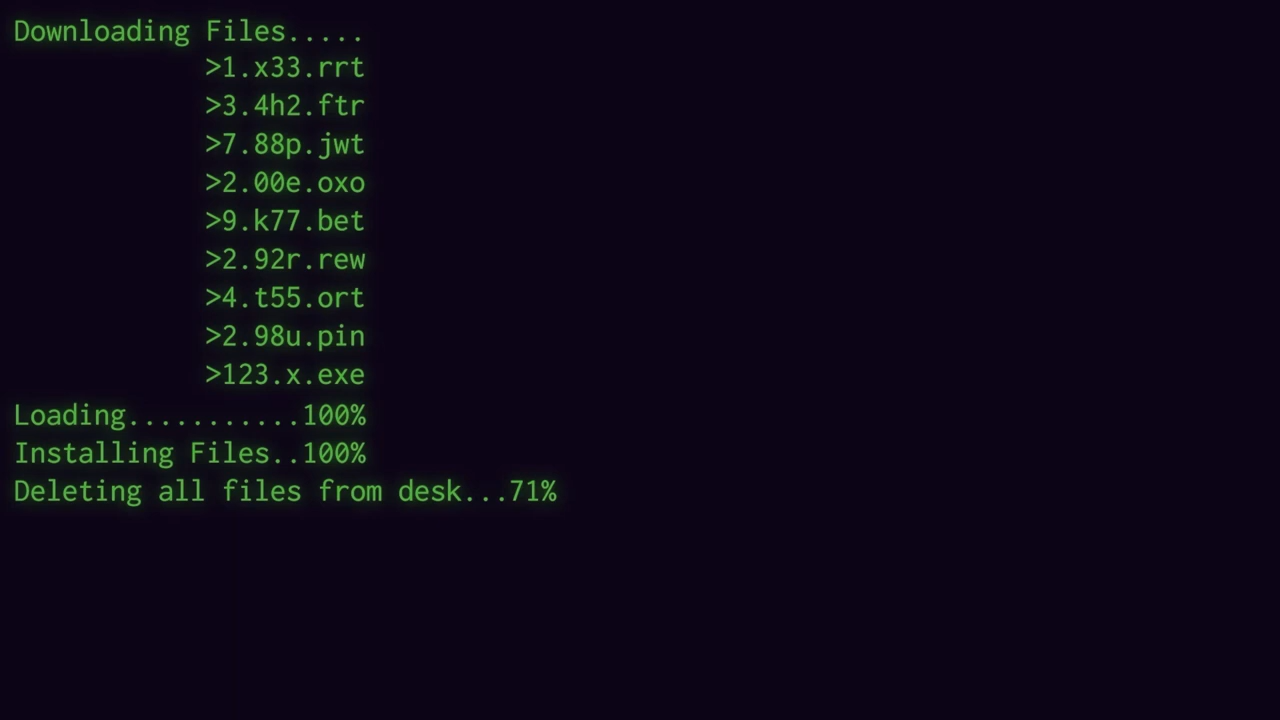 Downloading Files.....
>1.x33.rrt
>3.4h2.ftr
>7.88p.jwt
>2.00e.oxo
>9.k77.bet
>2.92r.rew
>4.t55.ort
>2.98u.pin
>123.x.exe
Loading...........100%
Installing Files..100%
Deleting all files from desk...71%